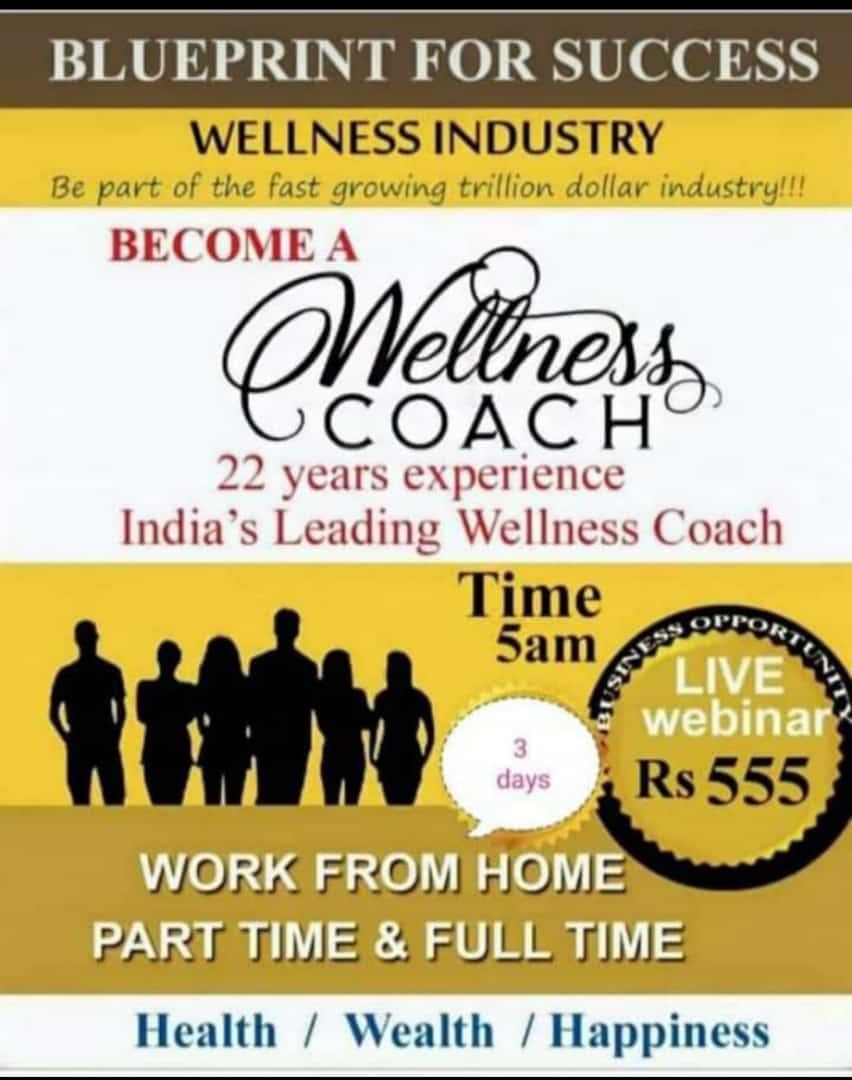 BLUEPRINT FOR SUCCESS
WELLNESS INDUSTRY
Be part of the fast growing trillion dollar industry!!!
BECOME A
Wellness
COACH
22 years experience
India's Leading Wellness Coach
Time
5am
BUSINESS OPPORTUNITY
LIVE
webinar
Rs 555
3
days
WORK FROM HOME
PART TIME & FULL TIME
Health / Wealth / Happiness